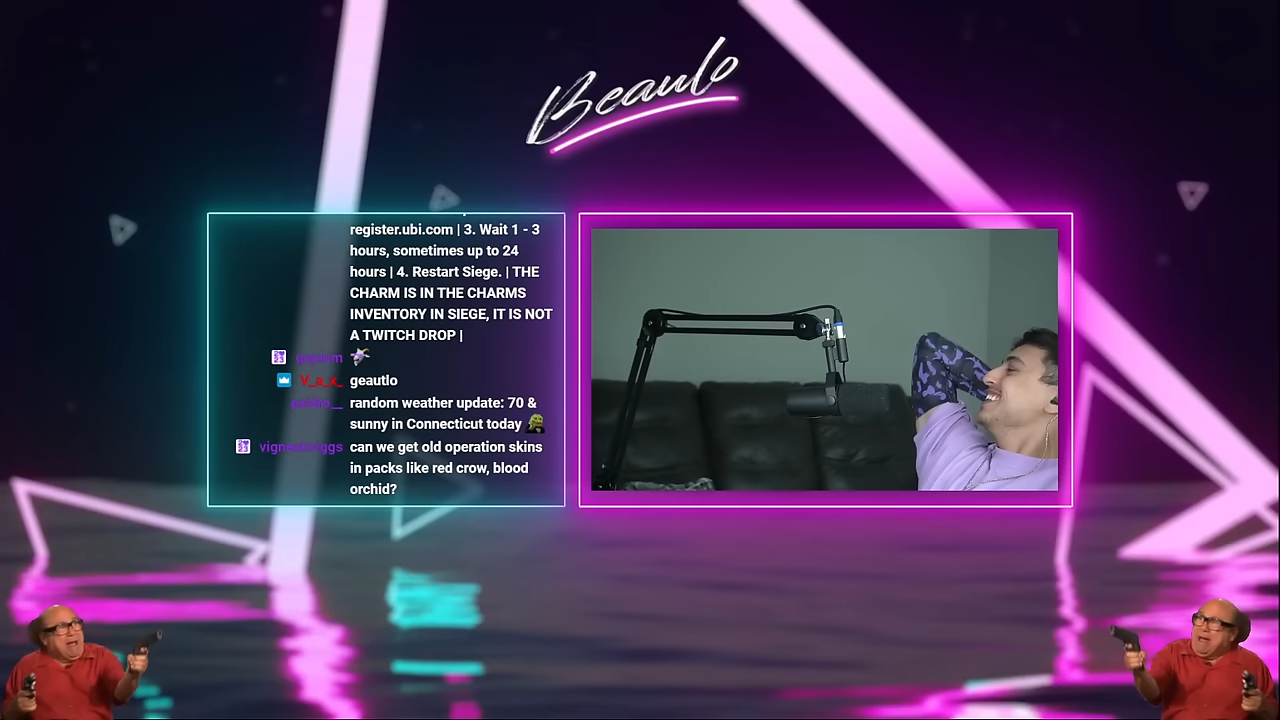 Beaulo
register.ubi.com | 3. Wait 1 - 3
hours, sometimes up to 24
hours | 4. Restart Siege. | THE
CHARM IS IN THE CHARMS
INVENTORY IN SIEGE, IT IS NOT
A TWITCH DROP |
V_a_x_ geautlo
random weather update: 70 &
sunny in Connecticut today
can we get old operation skins
in packs like red crow, blood
orchid?